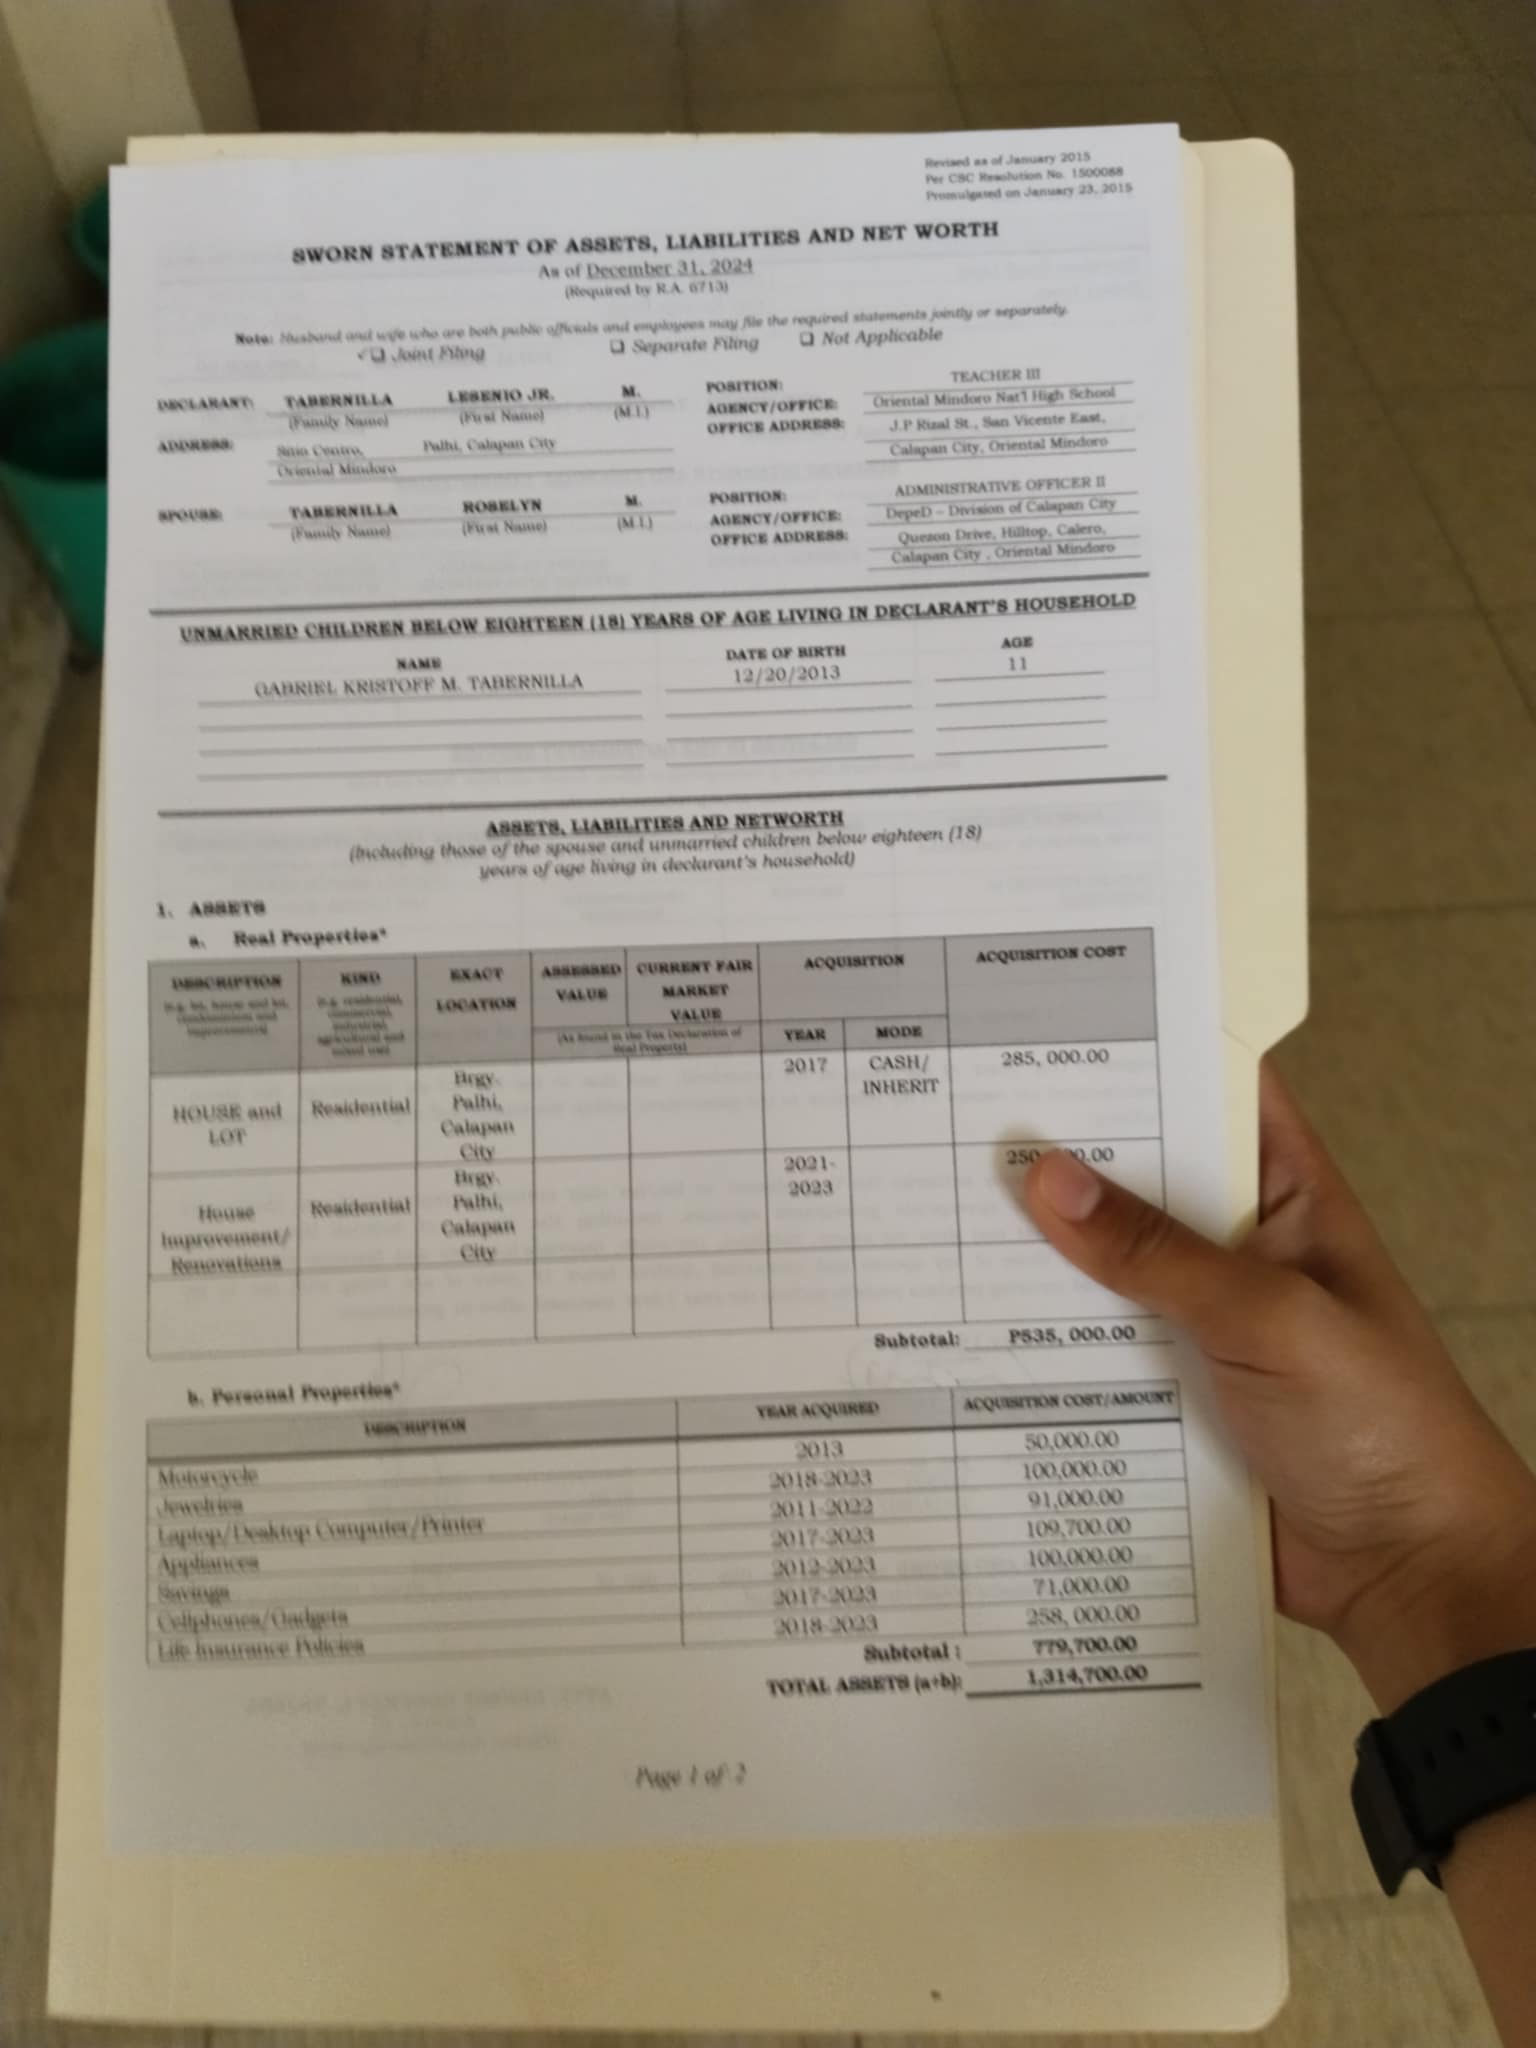 Revised as of January 2015
Per CSC Resolution No. 1500088
Promulgated on January 23, 2015
SWORN STATEMENT OF ASSETS, LIABILITIES AND NET WORTH
As of December 31, 2024
(Required by R.A. 6713)
Note: Husband and wife who are both public officials and employees may file the required statements jointly or separately.
✓❑ Joint Filing ❑ Separate Filing ❑ Not Applicable
DECLARANT: TABERNILLA LESENIO JR. M. POSITION: TEACHER III
(Family Name) (First Name) (M.I.) AGENCY/OFFICE: Oriental Mindoro Nat'l High School
ADDRESS: Sitio Centro, Palhi, Calapan City OFFICE ADDRESS: J.P Rizal St., San Vicente East,
Oriental Mindoro Calapan City, Oriental Mindoro
SPOUSE: TABERNILLA ROSELYN M. POSITION: ADMINISTRATIVE OFFICER II
(Family Name) (First Name) (M.I.) AGENCY/OFFICE: DepeD – Division of Calapan City
OFFICE ADDRESS: Quezon Drive, Hilltop, Calero,
Calapan City , Oriental Mindoro
UNMARRIED CHILDREN BELOW EIGHTEEN (18) YEARS OF AGE LIVING IN DECLARANT'S HOUSEHOLD
NAME DATE OF BIRTH AGE
GABRIEL KRISTOFF M. TABERNILLA 12/20/2013 11
ASSETS, LIABILITIES AND NETWORTH
(Including those of the spouse and unmarried children below eighteen (18)
years of age living in declarant's household)
1. ASSETS
a. Real Properties*
DESCRIPTION KIND EXACT LOCATION ASSESSED VALUE CURRENT FAIR MARKET VALUE ACQUISITION ACQUISITION COST
(e.g. lot, house and lot, condominium and improvements) (e.g. residential, commercial, industrial, agricultural and mixed use) (As found in the Tax Declaration of Real Property) YEAR MODE
HOUSE and LOT Residential Brgy. Palhi, Calapan City 2017 CASH/ INHERIT 285, 000.00
House Improvement/ Renovations Residential Brgy. Palhi, Calapan City 2021-2023 250 0.00
Subtotal: P535, 000.00
b. Personal Properties*
DESCRIPTION YEAR ACQUIRED ACQUISITION COST/AMOUNT
Motorcycle 2013 50,000.00
Jewelries 2018-2023 100,000.00
Laptop/Desktop Computer/Printer 2011-2022 91,000.00
Appliances 2017-2023 109,700.00
Savings 2012-2023 100,000.00
Cellphones/Gadgets 2017-2023 71,000.00
Life Insurance Policies 2018-2023 258, 000.00
Subtotal : 779,700.00
TOTAL ASSETS (a+b): 1,314,700.00
Page 1 of 2